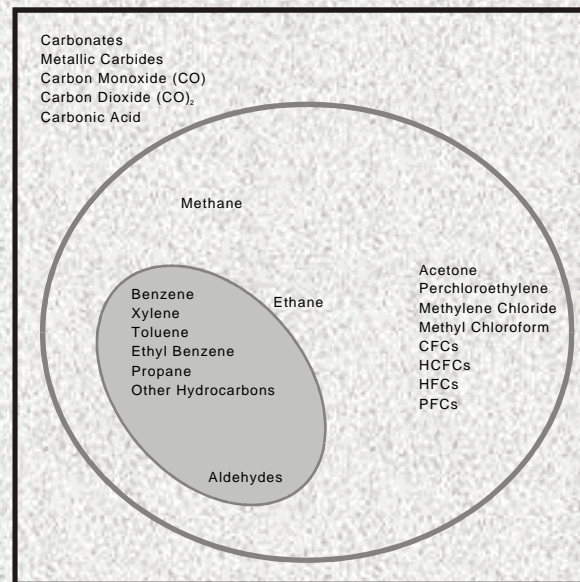 Carbonates
Metallic Carbides
Carbon Monoxide (CO)
Carbon Dioxide (CO)₂
Carbonic Acid
Methane
Ethane
Benzene
Xylene
Toluene
Ethyl Benzene
Propane
Other Hydrocarbons
Aldehydes
Acetone
Perchloroethylene
Methylene Chloride
Methyl Chloroform
CFCs
HCFCs
HFCs
PFCs